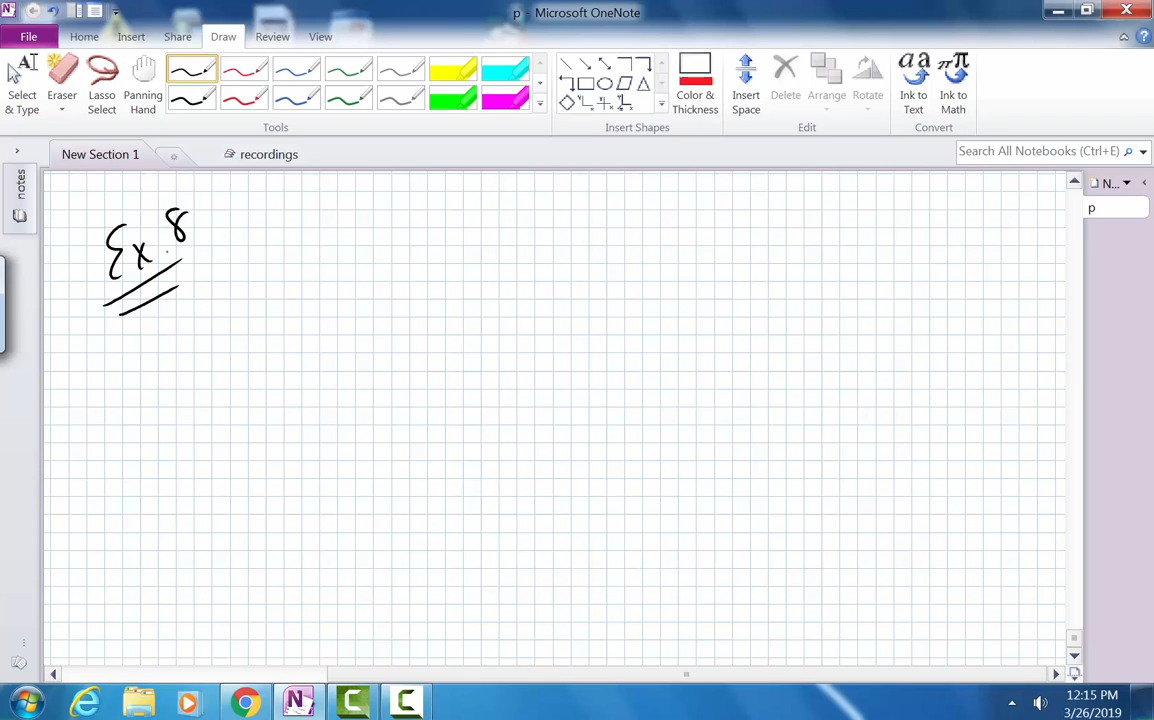 p - Microsoft OneNote
File Home Insert Share Draw Review View
Select & Type
Eraser
Lasso Select
Panning Hand
Color & Thickness
Insert Space
Delete
Arrange
Rotate
Ink to Text
Ink to Math
Tools
Insert Shapes
Edit
Convert
New Section 1
recordings
Search All Notebooks (Ctrl+E)
notes
N...
p
Ex 8
12:15 PM
3/26/2019